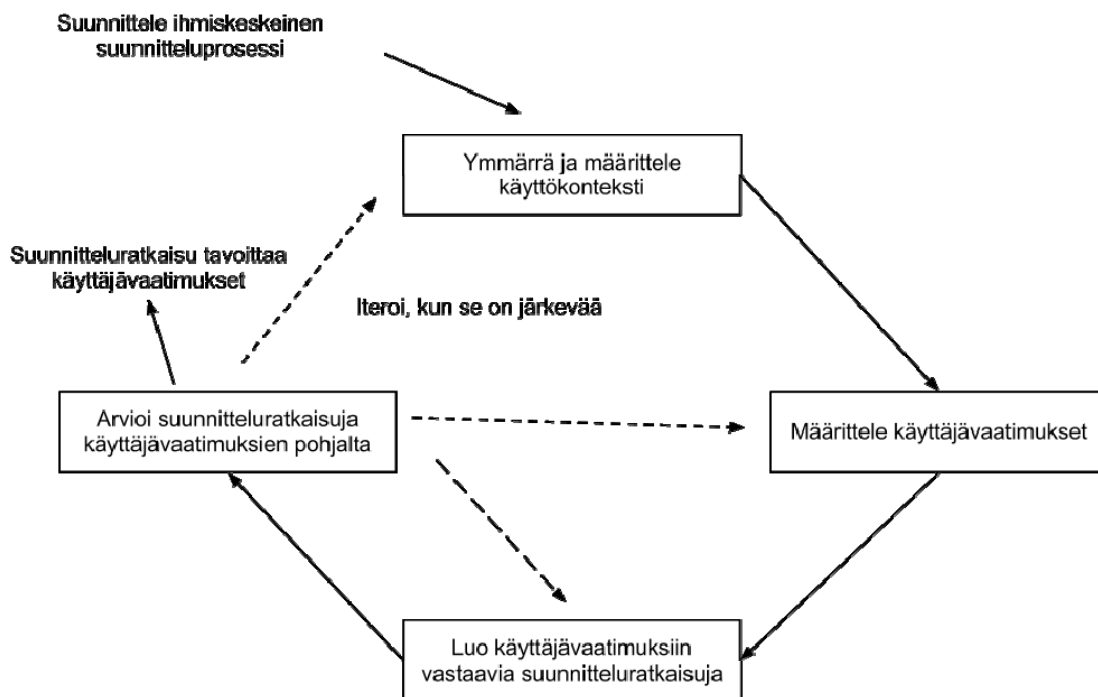 Suunnittele ihmiskeskeinen
suunnitteluprosessi
Ymmärrä ja määrittele
käyttökonteksti
Suunnitteluratkaisu tavoittaa
käyttäjävaatimukset
Iteroi, kun se on järkevää
Arvioi suunnitteluratkaisuja
käyttäjävaatimuksien pohjalta
Määrittele käyttäjävaatimukset
Luo käyttäjävaatimuksiin
vastaavia suunnitteluratkaisuja